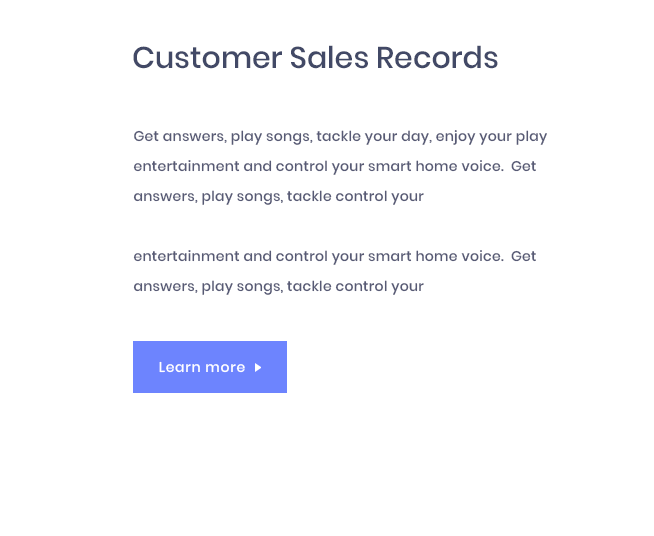 Customer Sales Records
Get answers, play songs, tackle your day, enjoy your play
entertainment and control your smart home voice.  Get
answers, play songs, tackle control your
entertainment and control your smart home voice.  Get
answers, play songs, tackle control your
Learn more